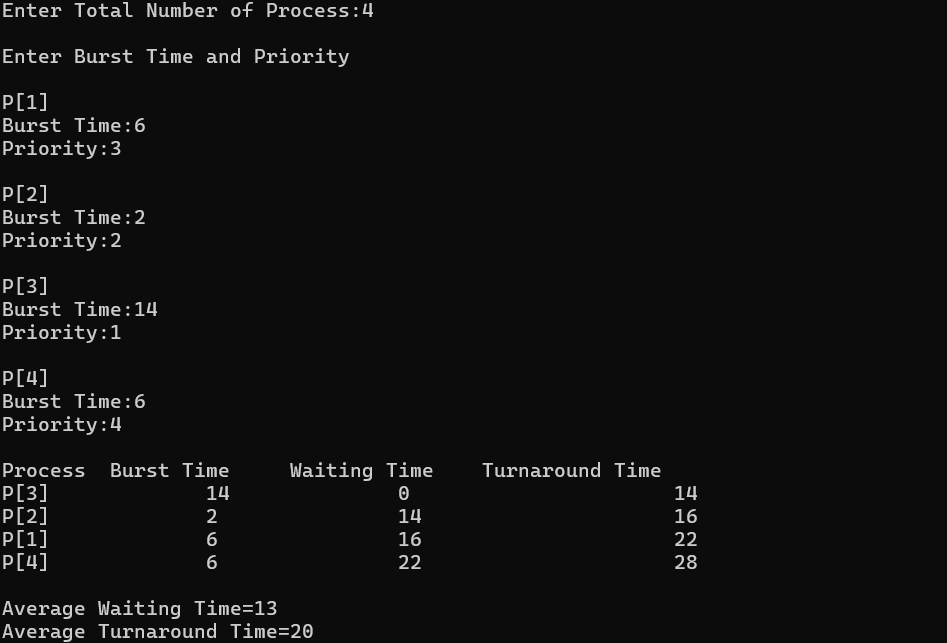 Enter Total Number of Process:4
Enter Burst Time and Priority
P[1]
Burst Time:6
Priority:3
P[2]
Burst Time:2
Priority:2
P[3]
Burst Time:14
Priority:1
P[4]
Burst Time:6
Priority:4
Process  Burst Time     Waiting Time    Turnaround Time
P[3]             14              0                      14
P[2]             2               14                     16
P[1]             6               16                     22
P[4]             6               22                     28
Average Waiting Time=13
Average Turnaround Time=20